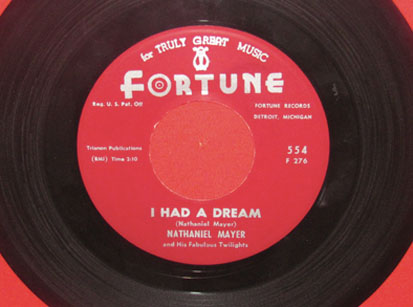 for TRULY GREAT MUSIC
FORTUNE
Reg. U. S. Pat. Off
FORTUNE RECORDS
DETROIT, MICHIGAN
Trianon Publications
(BMI) Time 2:10
554
F 276
I HAD A DREAM
(Nathaniel Mayer)
NATHANIEL MAYER
and His Fabulous Twilights